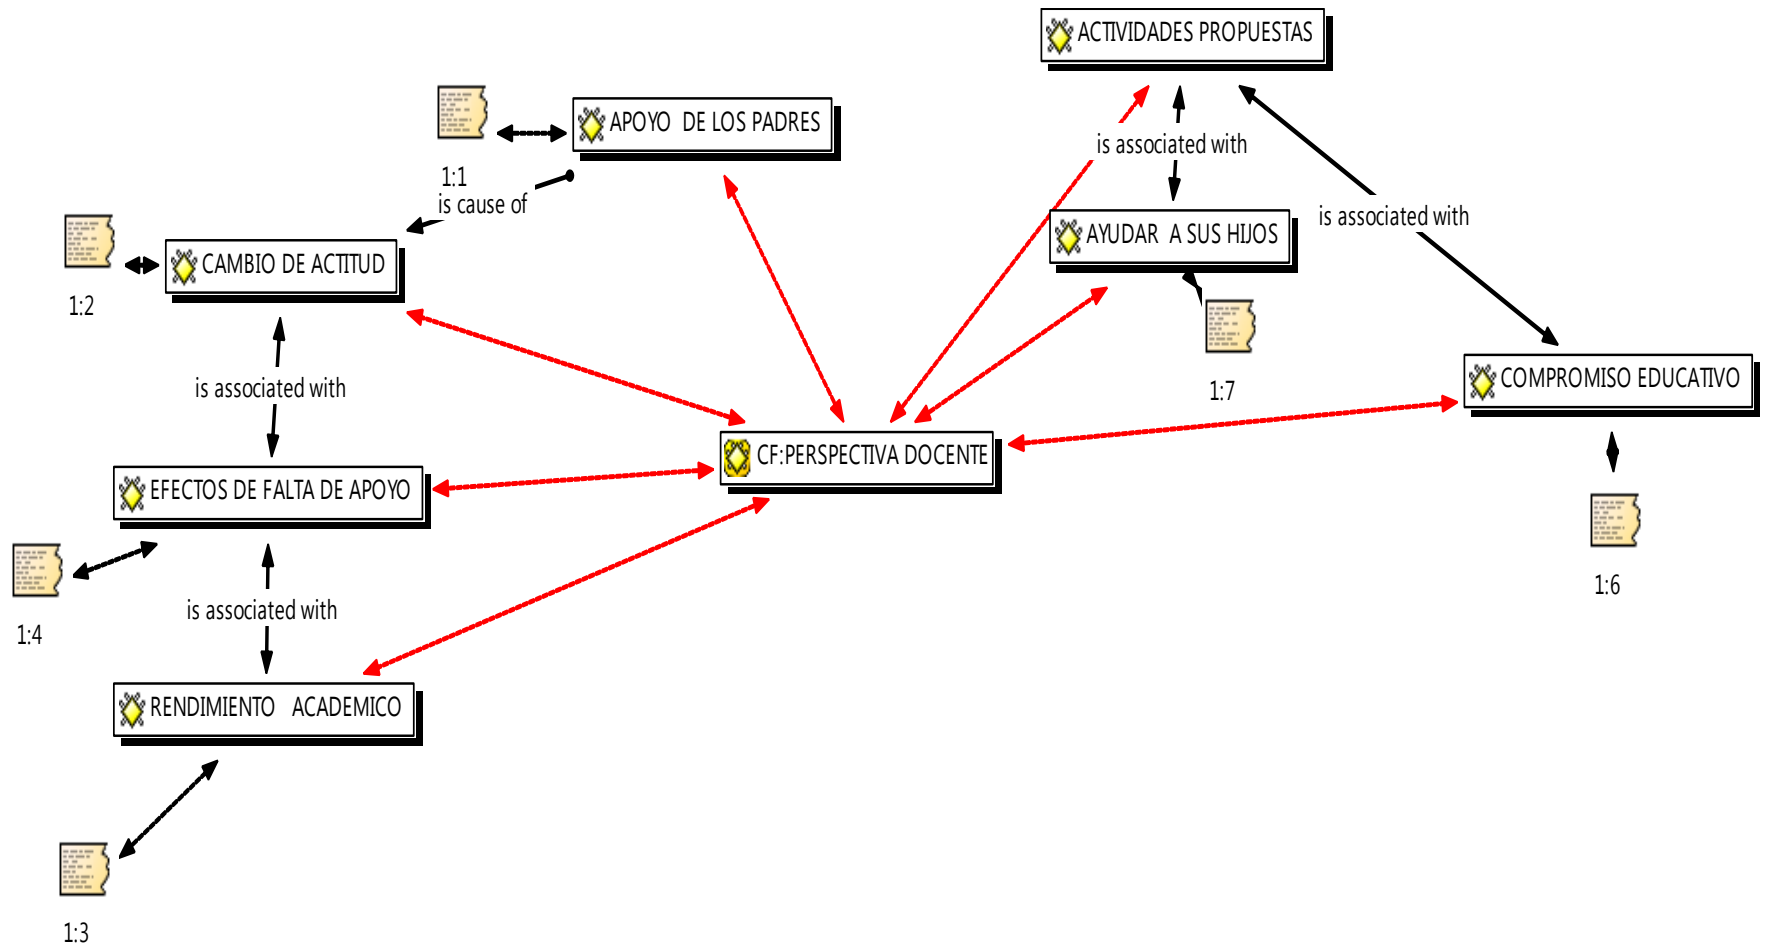 ACTIVIDADES PROPUESTAS
APOYO  DE LOS PADRES
is associated with
1:1
is cause of
is associated with
AYUDAR  A SUS HIJOS
CAMBIO DE ACTITUD
1:2
COMPROMISO EDUCATIVO
is associated with
1:7
CF:PERSPECTIVA DOCENTE
EFECTOS DE FALTA DE APOYO
1:6
is associated with
1:4
RENDIMIENTO   ACADEMICO
1:3